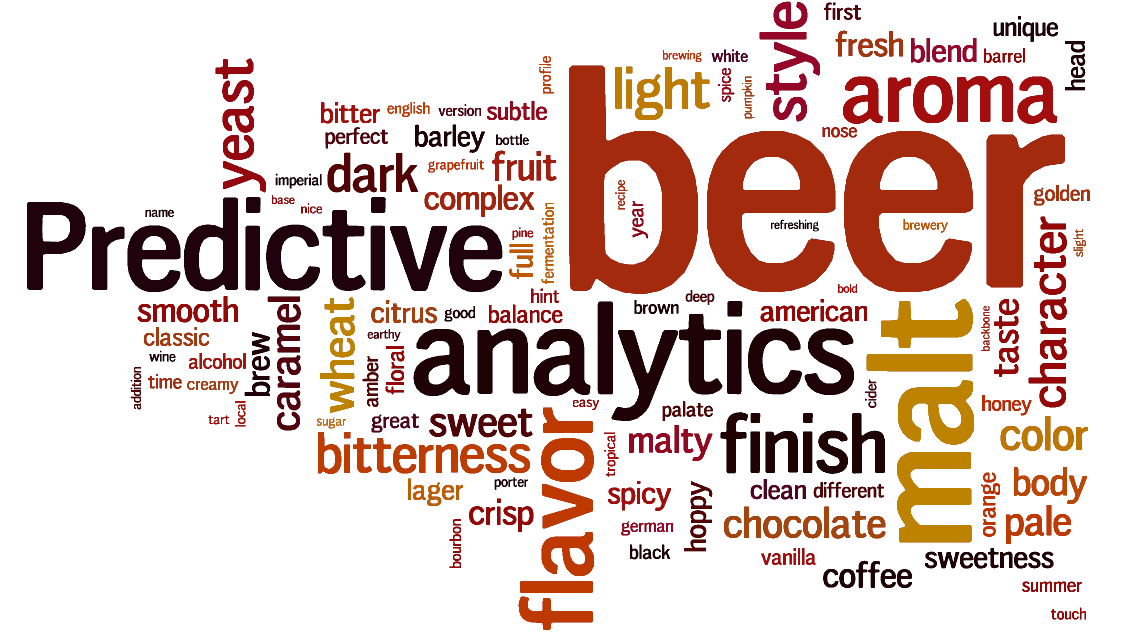 first
unique
style
fresh
blend
barrel
head
brewing
white
profile
light
spice
pumpkin
aroma
yeast
bitter
english
version
subtle
nose
perfect
barley
bottle
beer
imperial
dark
grapefruit
fruit
complex
recipe
year
refreshing
brewery
golden
base
nice
name
Predictive
pine
full
fermentation
character
slight
hint
deep
bold
smooth
caramel
wheat
citrus
good
balance
brown
american
malt
backbone
taste
classic
earthy
analytics
wine
alcohol
brew
amber
floral
addition
time
creamy
cider
honey
tart
local
sugar
great
sweet
easy
palate
finish
color
bitterness
flavor
tropical
malty
lager
porter
spicy
hoppy
clean
different
orange
body
crisp
german
chocolate
pale
bourbon
black
vanilla
coffee
sweetness
summer
touch